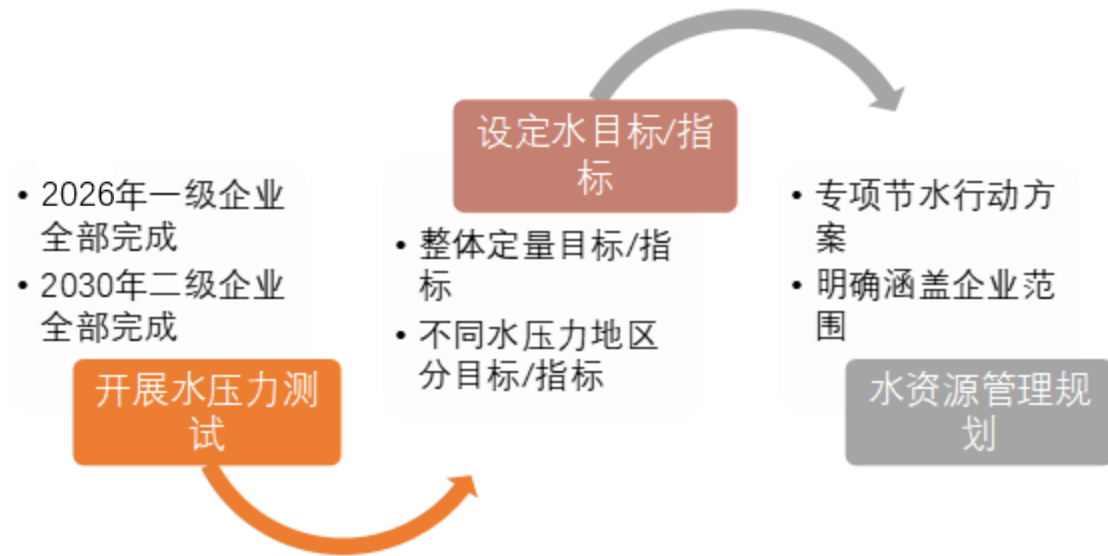 • 2026年一级企业
全部完成
• 2030年二级企业
全部完成
开展水压力测
试
设定水目标/指
标
• 整体定量目标/指
标
• 不同水压力地区
分目标/指标
• 专项节水行动方
案
• 明确涵盖企业范
围
水资源管理规
划